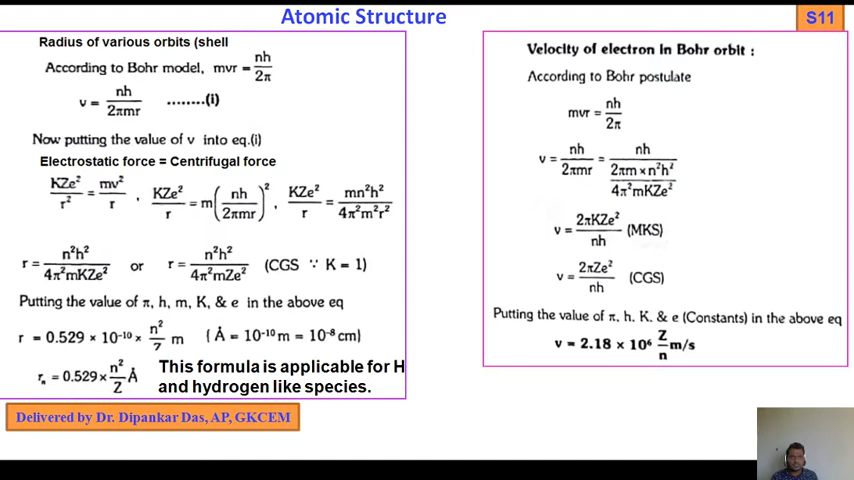 Atomic Structure
S11
Radius of various orbits (shell
According to Bohr model, mvr = nh/2π
v = nh/2πmr ........(i)
Now putting the value of v into eq.(i)
Electrostatic force = Centrifugal force
KZe²/r² = mv²/r , KZe²/r = m(nh/2πmr)² , KZe²/r = mn²h²/4π²m²r²
r = n²h²/4π²mKZe² or r = n²h²/4π²mZe² (CGS ∵ K = 1)
Putting the value of π, h, m, K, & e in the above eq
r = 0.529 × 10⁻¹⁰ × n²/Z m ( Å = 10⁻¹⁰ m = 10⁻⁸ cm)
rₙ = 0.529 × n²/Z Å
This formula is applicable for H
and hydrogen like species.
Velocity of electron in Bohr orbit :
According to Bohr postulate
mvr = nh/2π
v = nh/2πmr = nh/(2πm × n²h²/4π²mKZe²)
v = 2πKZe²/nh (MKS)
v = 2πZe²/nh (CGS)
Putting the value of π, h. K. & e (Constants) in the above eq
v = 2.18 × 10⁶ Z/n m/s
Delivered by Dr. Dipankar Das, AP, GKCEM